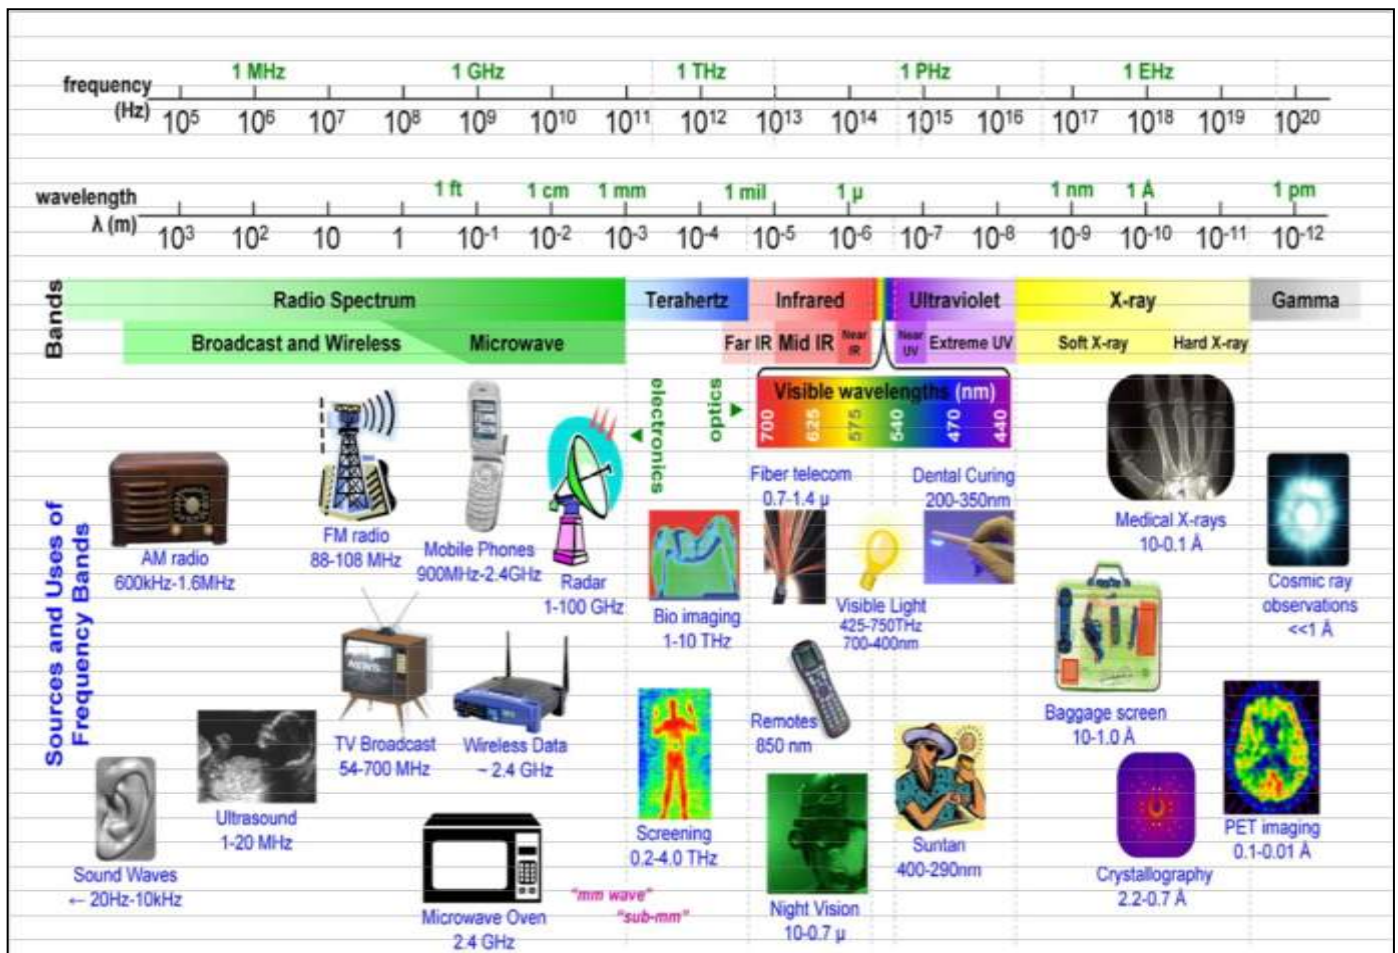 1 MHz 1 GHz 1 THz 1 PHz 1 EHz
frequency
(Hz)
10⁵ 10⁶ 10⁷ 10⁸ 10⁹ 10¹⁰ 10¹¹ 10¹² 10¹³ 10¹⁴ 10¹⁵ 10¹⁶ 10¹⁷ 10¹⁸ 10¹⁹ 10²⁰
1 ft 1 cm 1 mm 1 mil 1 µ 1 nm 1 Å 1 pm
wavelength
λ (m)
10³ 10² 10 1 10⁻¹ 10⁻² 10⁻³ 10⁻⁴ 10⁻⁵ 10⁻⁶ 10⁻⁷ 10⁻⁸ 10⁻⁹ 10⁻¹⁰ 10⁻¹¹ 10⁻¹²
Bands
Radio Spectrum Terahertz Infrared Ultraviolet X-ray Gamma
Broadcast and Wireless Microwave Far IR Mid IR Near IR Near UV Extreme UV Soft X-ray Hard X-ray
electronics
optics
Visible wavelengths (nm)
700 625 575 540 470 440
Sources and Uses of
Frequency Bands
AM radio
600kHz-1.6MHz
FM radio
88-108 MHz
Mobile Phones
900MHz-2.4GHz
Radar
1-100 GHz
Bio imaging
1-10 THz
Fiber telecom
0.7-1.4 µ
Visible Light
425-750THz
700-400nm
Dental Curing
200-350nm
Medical X-rays
10-0.1 Å
Cosmic ray
observations
<<1 Å
Sound Waves
← 20Hz-10kHz
Ultrasound
1-20 MHz
NEWS
TV Broadcast
54-700 MHz
Wireless Data
~ 2.4 GHz
Microwave Oven
2.4 GHz
"mm wave"
"sub-mm"
Screening
0.2-4.0 THz
Remotes
850 nm
Night Vision
10-0.7 µ
Suntan
400-290nm
Baggage screen
10-1.0 Å
Crystallography
2.2-0.7 Å
PET imaging
0.1-0.01 Å